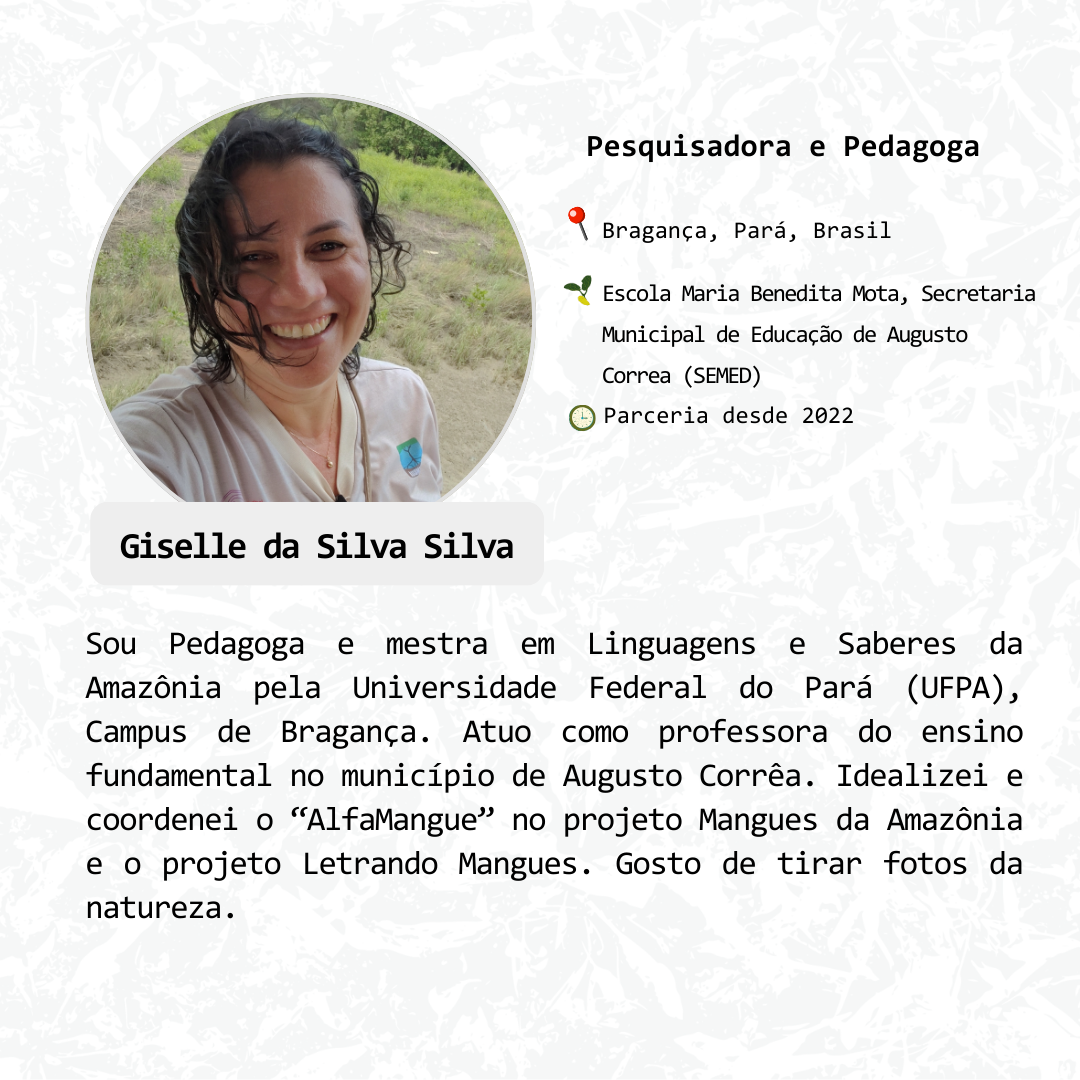 Pesquisadora e Pedagoga
Bragança, Pará, Brasil
Escola Maria Benedita Mota, Secretaria
Municipal de Educação de Augusto
Correa (SEMED)
Parceria desde 2022
Giselle da Silva Silva
Sou Pedagoga e mestra em Linguagens e Saberes da
Amazônia pela Universidade Federal do Pará (UFPA),
Campus de Bragança. Atuo como professora do ensino
fundamental no município de Augusto Corrêa. Idealizei e
coordenei o “AlfaMangue” no projeto Mangues da Amazônia
e o projeto Letrando Mangues. Gosto de tirar fotos da
natureza.